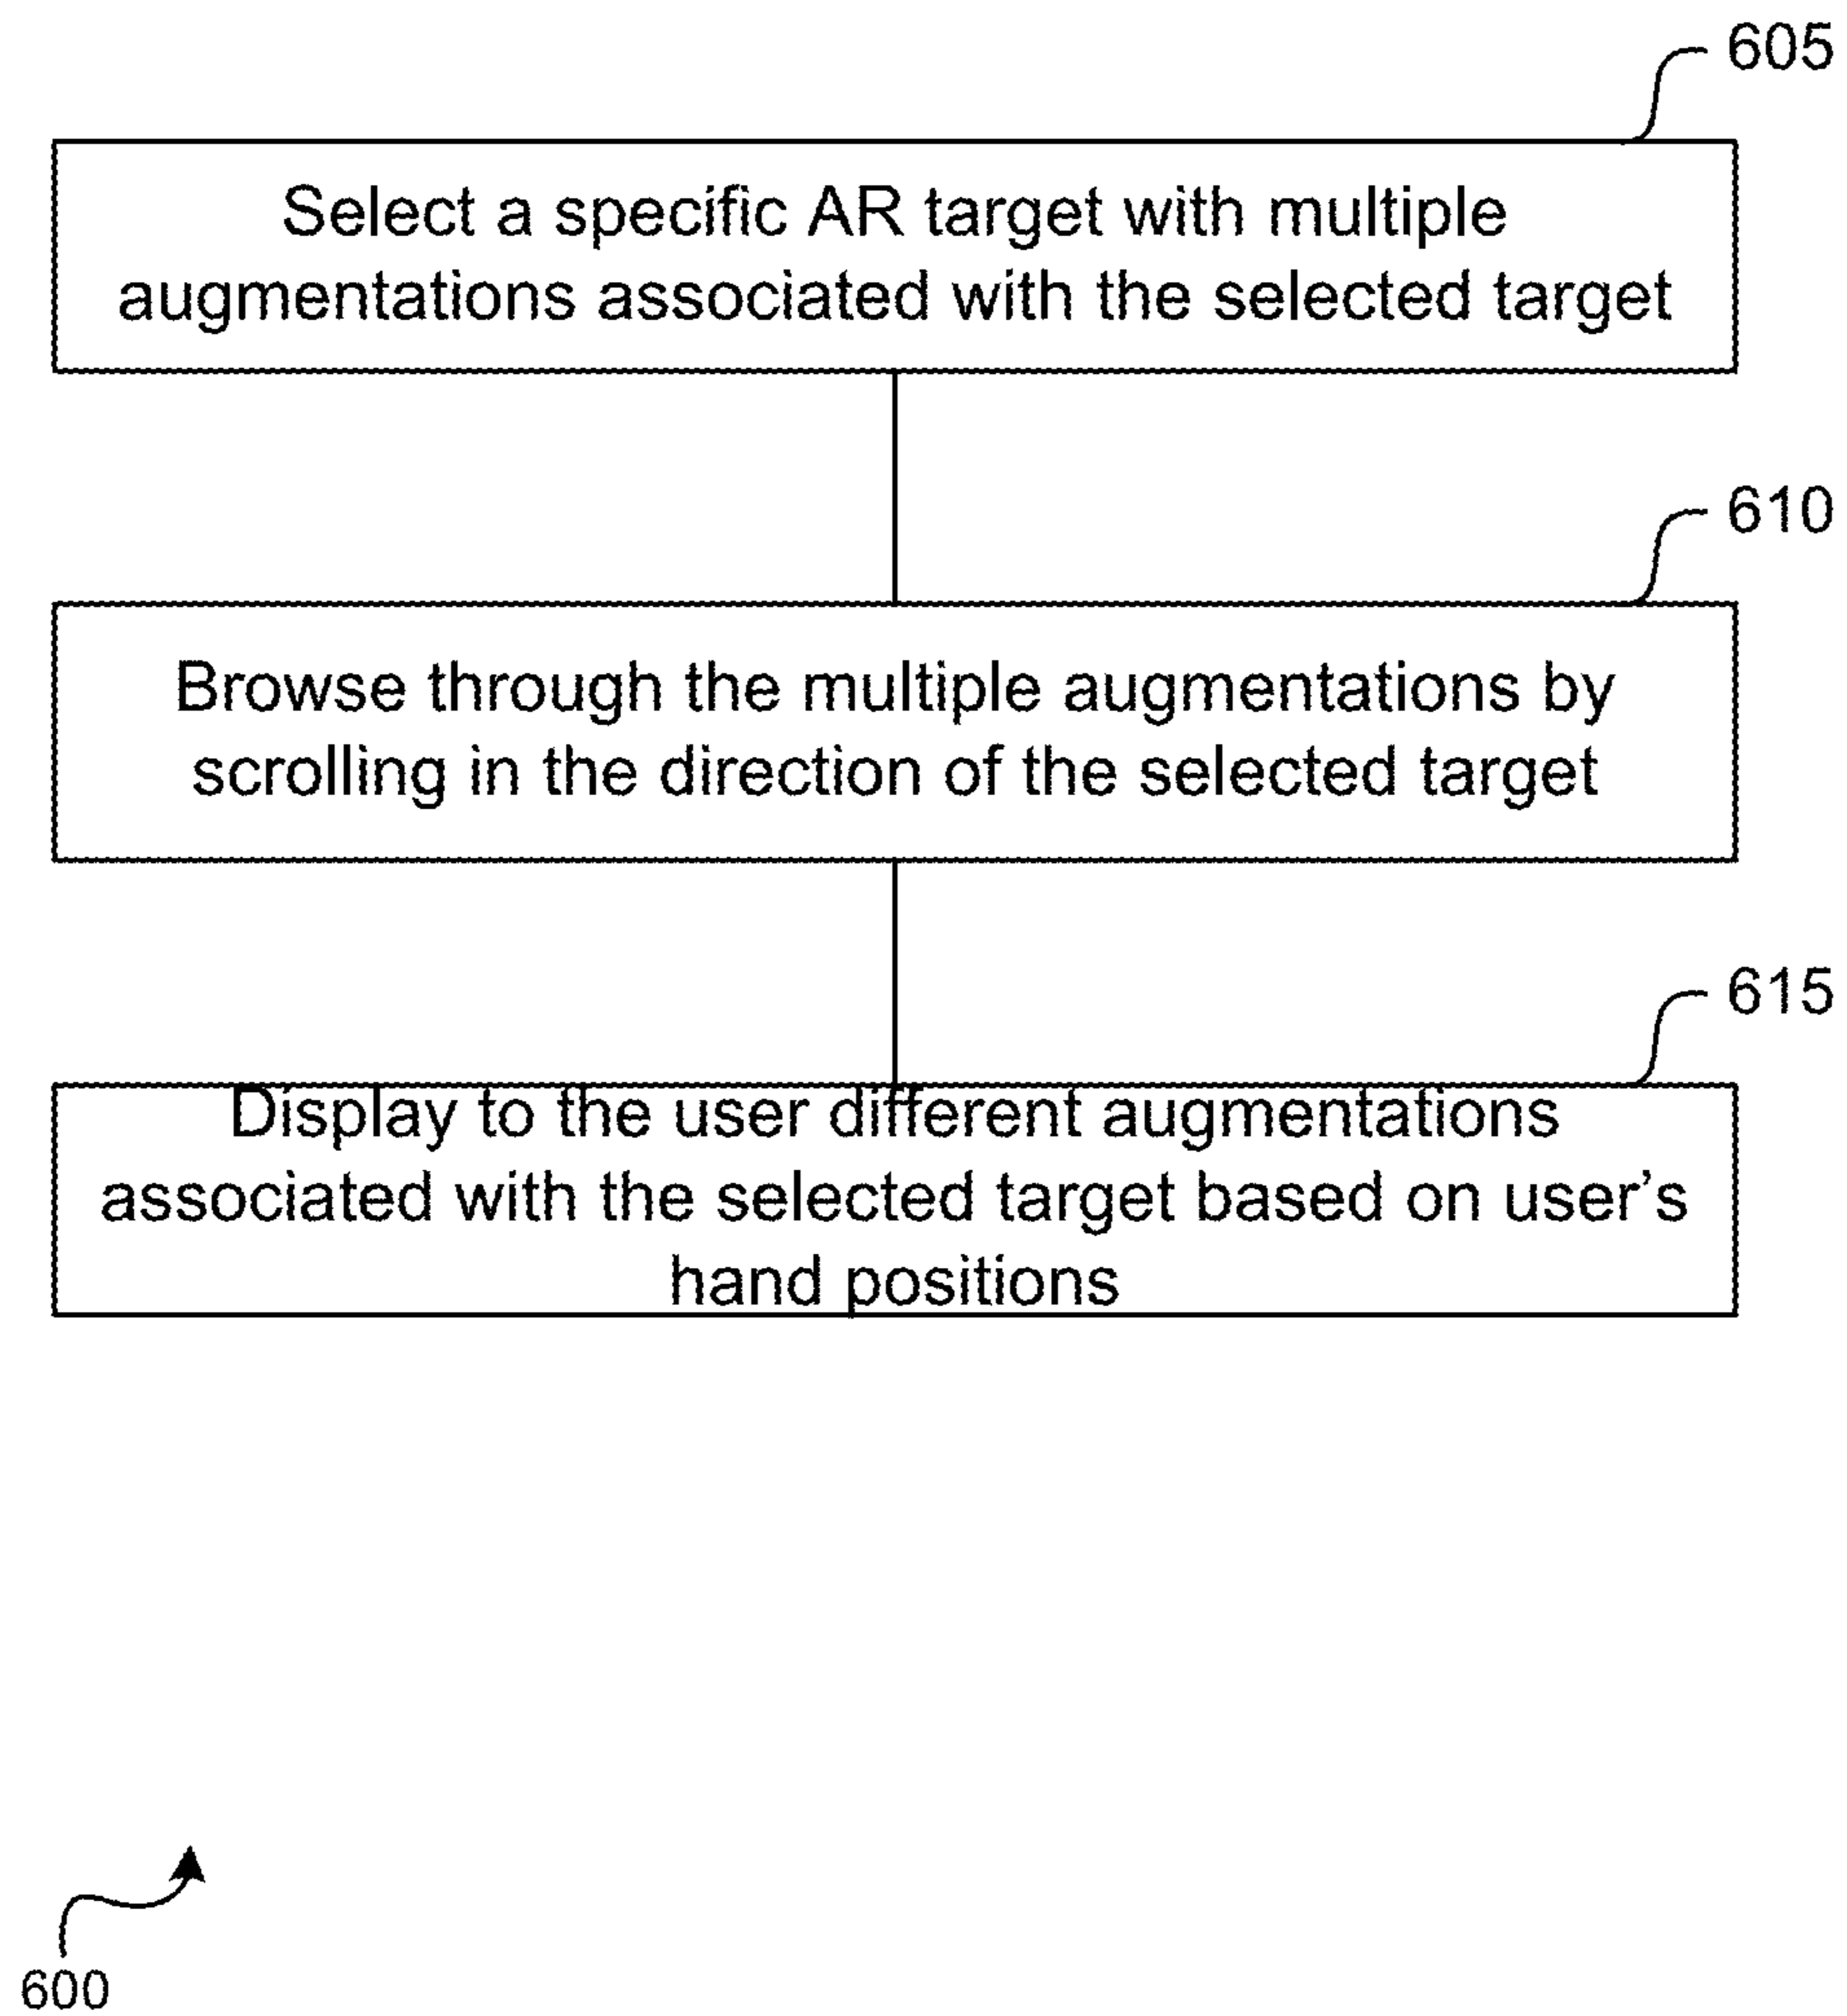 605
Select a specific AR target with multiple
augmentations associated with the selected target
610
Browse through the multiple augmentations by
scrolling in the direction of the selected target
615
Display to the user different augmentations
associated with the selected target based on user’s
hand positions
600